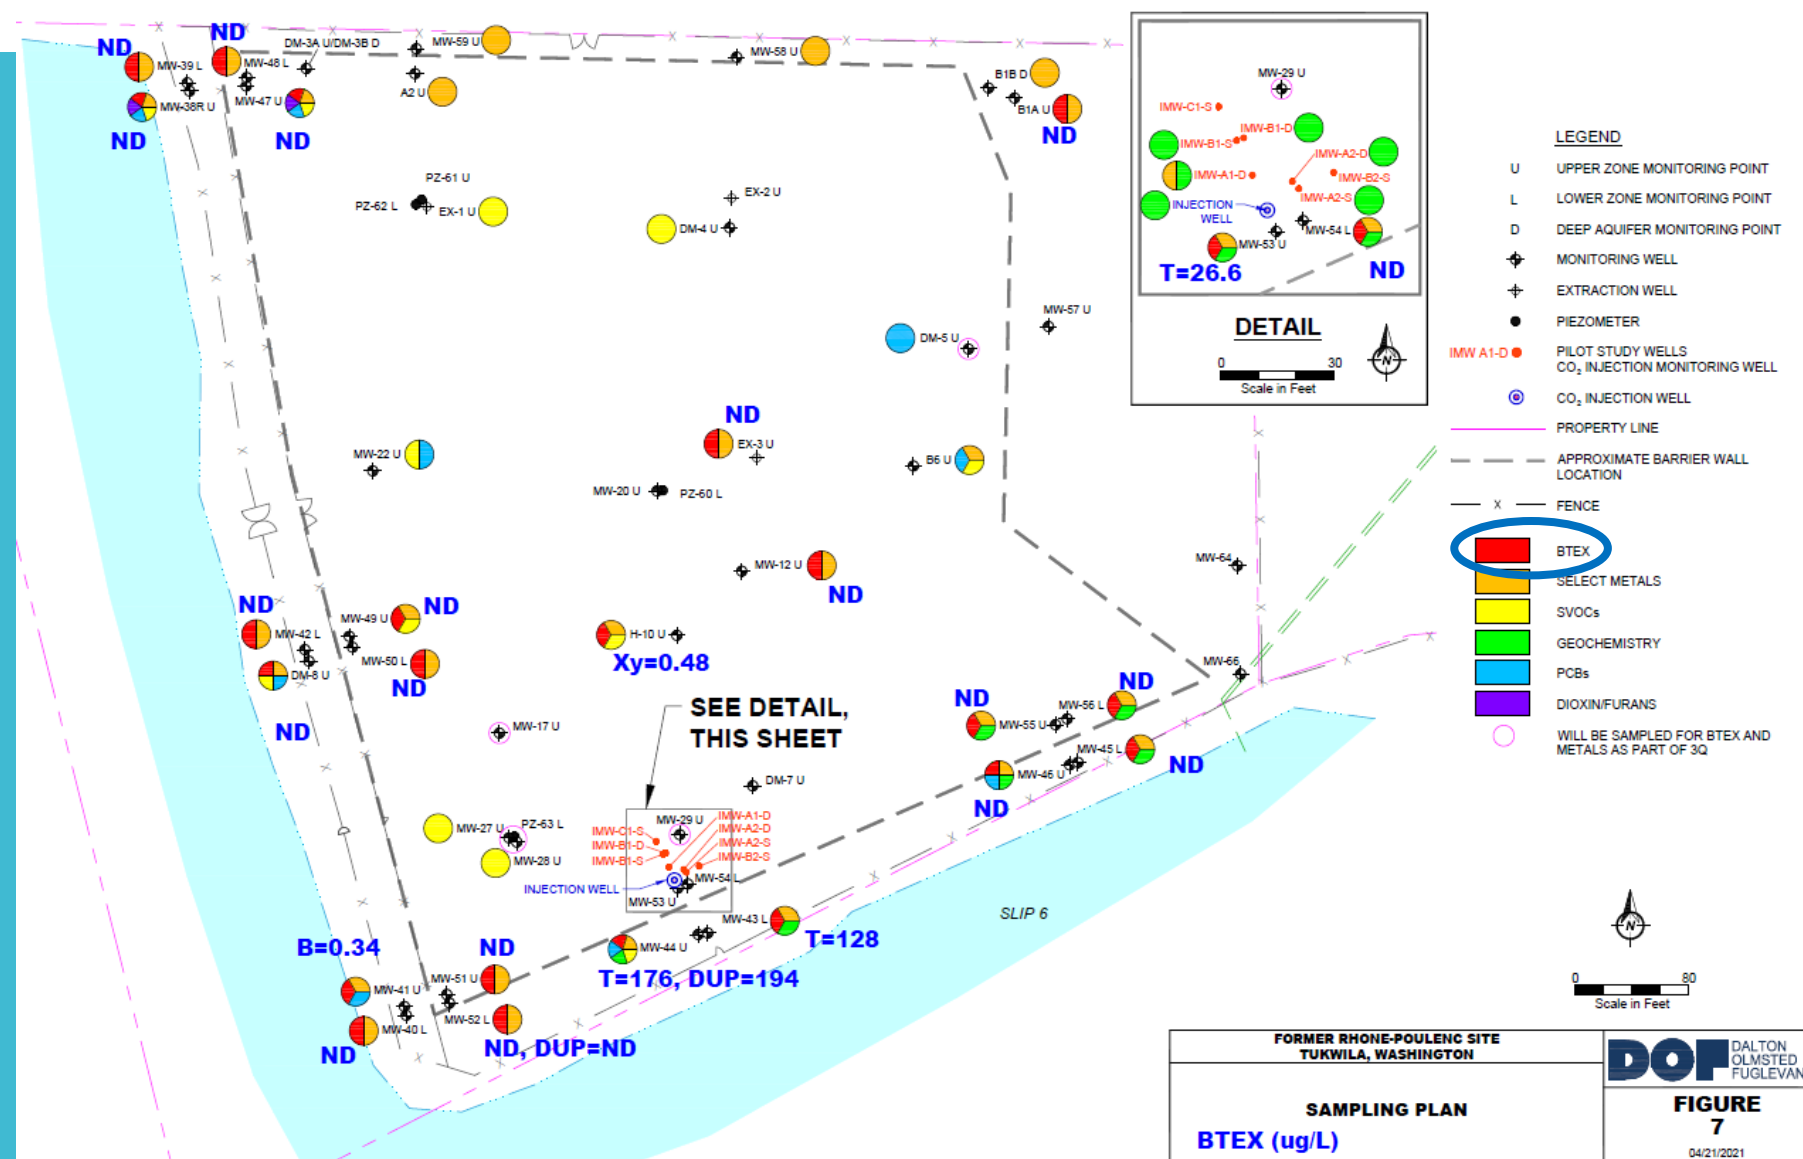 ND
ND
MW-39 L
MW-48 L
DM-3A U/DM-3B D
MW-59 U
MW-58 U
B1B D
A2 U
MW-38R U
MW-47 U
B1A U
ND
ND
ND
PZ-61 U
PZ-62 L
EX-1 U
EX-2 U
DM-4 U
MW-57 U
DM-5 U
ND
MW-22 U
EX-3 U
B6 U
MW-20 U
PZ-60 L
MW-12 U
ND
MW-64
ND
MW-49 U
ND
MW-42 L
H-10 U
Xy=0.48
MW-50 L
DM-8 U
ND
ND
MW-66
SEE DETAIL,
THIS SHEET
MW-17 U
ND
MW-55 U
MW-56 L
ND
MW-45 L
ND
MW-46 U
ND
DM-7 U
MW-27 U
PZ-63 L
MW-28 U
MW-29 U
IMW-C1-S
IMW-B1-D
IMW-B1-S
IMW-A1-D
IMW-A2-D
IMW-A2-S
IMW-B2-S
INJECTION WELL
MW-54 L
MW-53 U
MW-43 L
T=128
MW-44 U
T=176, DUP=194
SLIP 6
B=0.34
ND
MW-51 U
MW-41 U
MW-52 L
MW-40 L
ND
ND, DUP=ND
MW-29 U
IMW-C1-S
IMW-B1-D
IMW-B1-S
IMW-A2-D
IMW-A1-D
IMW-B2-S
IMW-A2-S
INJECTION
WELL
MW-54 L
MW-53 U
T=26.6
ND
DETAIL
N
0 30
Scale in Feet
LEGEND
U UPPER ZONE MONITORING POINT
L LOWER ZONE MONITORING POINT
D DEEP AQUIFER MONITORING POINT
MONITORING WELL
EXTRACTION WELL
PIEZOMETER
IMW A1-D PILOT STUDY WELLS
CO₂ INJECTION MONITORING WELL
CO₂ INJECTION WELL
PROPERTY LINE
APPROXIMATE BARRIER WALL
LOCATION
X FENCE
BTEX
SELECT METALS
SVOCs
GEOCHEMISTRY
PCBs
DIOXIN/FURANS
WILL BE SAMPLED FOR BTEX AND
METALS AS PART OF 3Q
N
0 80
Scale in Feet
FORMER RHONE-POULENC SITE
TUKWILA, WASHINGTON
SAMPLING PLAN
BTEX (ug/L)
DOF
DALTON
OLMSTED
FUGLEVAN
FIGURE
7
04/21/2021